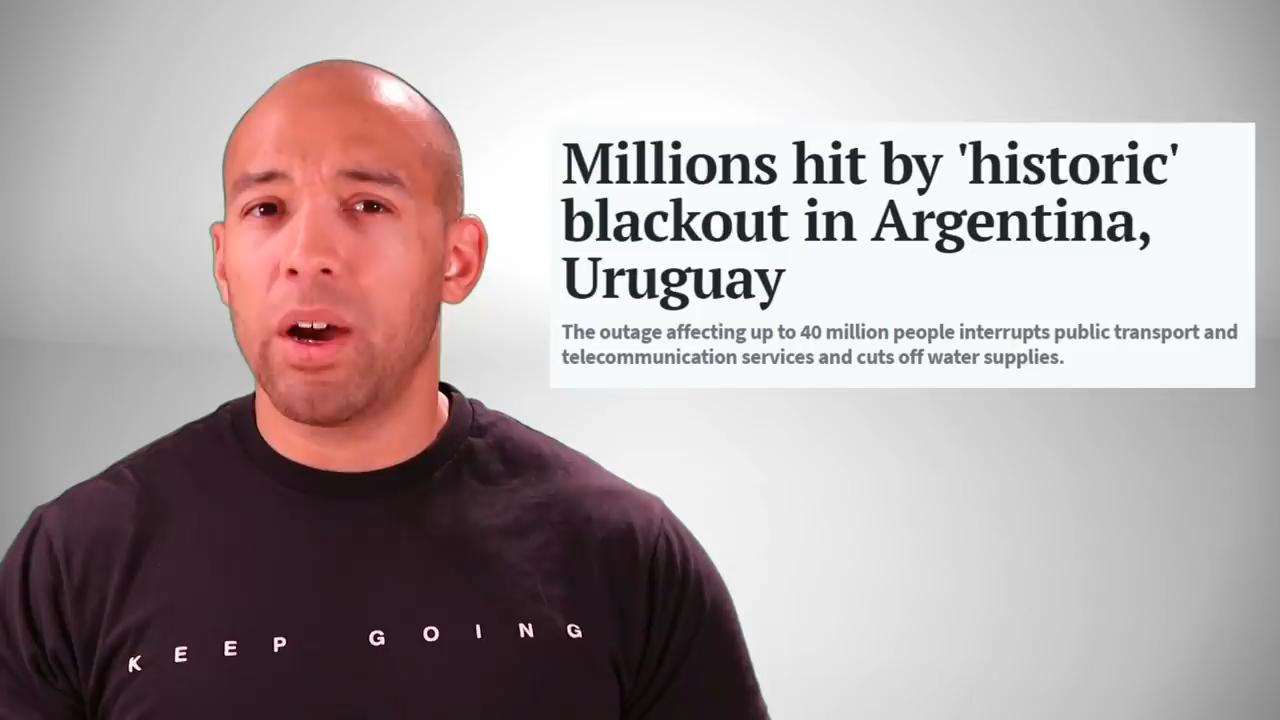 Millions hit by 'historic'
blackout in Argentina,
Uruguay
The outage affecting up to 40 million people interrupts public transport and
telecommunication services and cuts off water supplies.
KEEP GOING